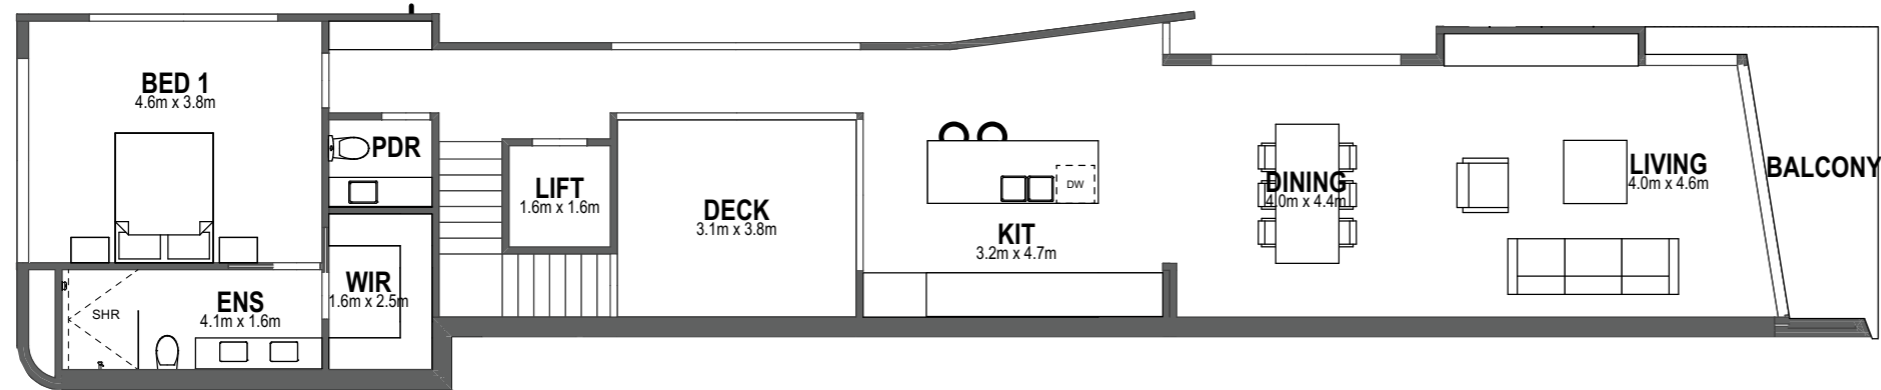 BED 1
4.6m x 3.8m
PDR
LIFT
1.6m x 1.6m
DECK
3.1m x 3.8m
DW
KIT
3.2m x 4.7m
DINING
4.0m x 4.4m
LIVING
4.0m x 4.6m
BALCONY
WIR
1.6m x 2.5m
ENS
4.1m x 1.6m
SHR